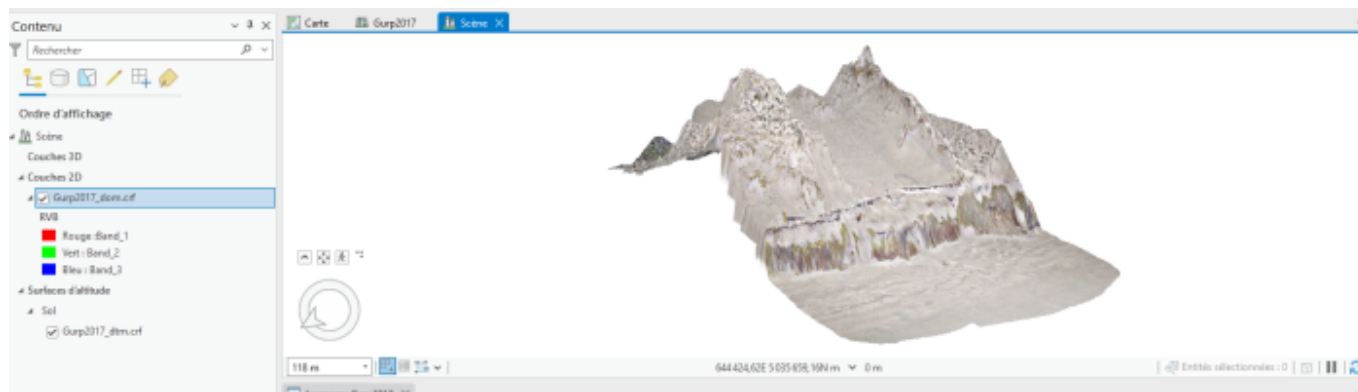 Contenu
Rechercher
Ordre d'affichage
Scène
Couches 3D
Couches 2D
Gurp2017_dom.crf
RVB
Rouge :Band_1
Vert : Band_2
Bleu : Band_3
Surfaces d'altitude
Sol
Gurp2017_dtm.crf
Carte
Gurp2017
Scène
118 m
644 424,62E 5 035 659,16N m
0 m
Entités sélectionnées : 0